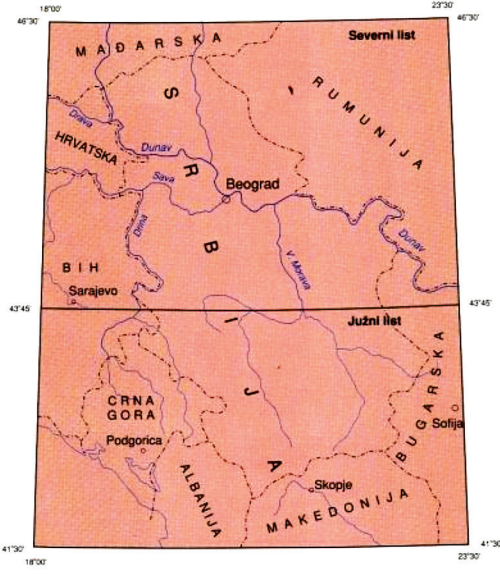 18°00'
23°30'
46°30'
46°30'
MAĐARSKA
Severni list
RUMUNIJA
SRBIJA
Drava
HRVATSKA
Dunav
Sava
Beograd
Drina
Dunav
BIH
V. Morava
Sarajevo
43°45'
43°45'
Južni list
CRNA
GORA
BUGARSKA
Sofija
Podgorica
ALBANIJA
Skopje
MAKEDONIJA
41°30'
41°30'
18°00'
23°30'